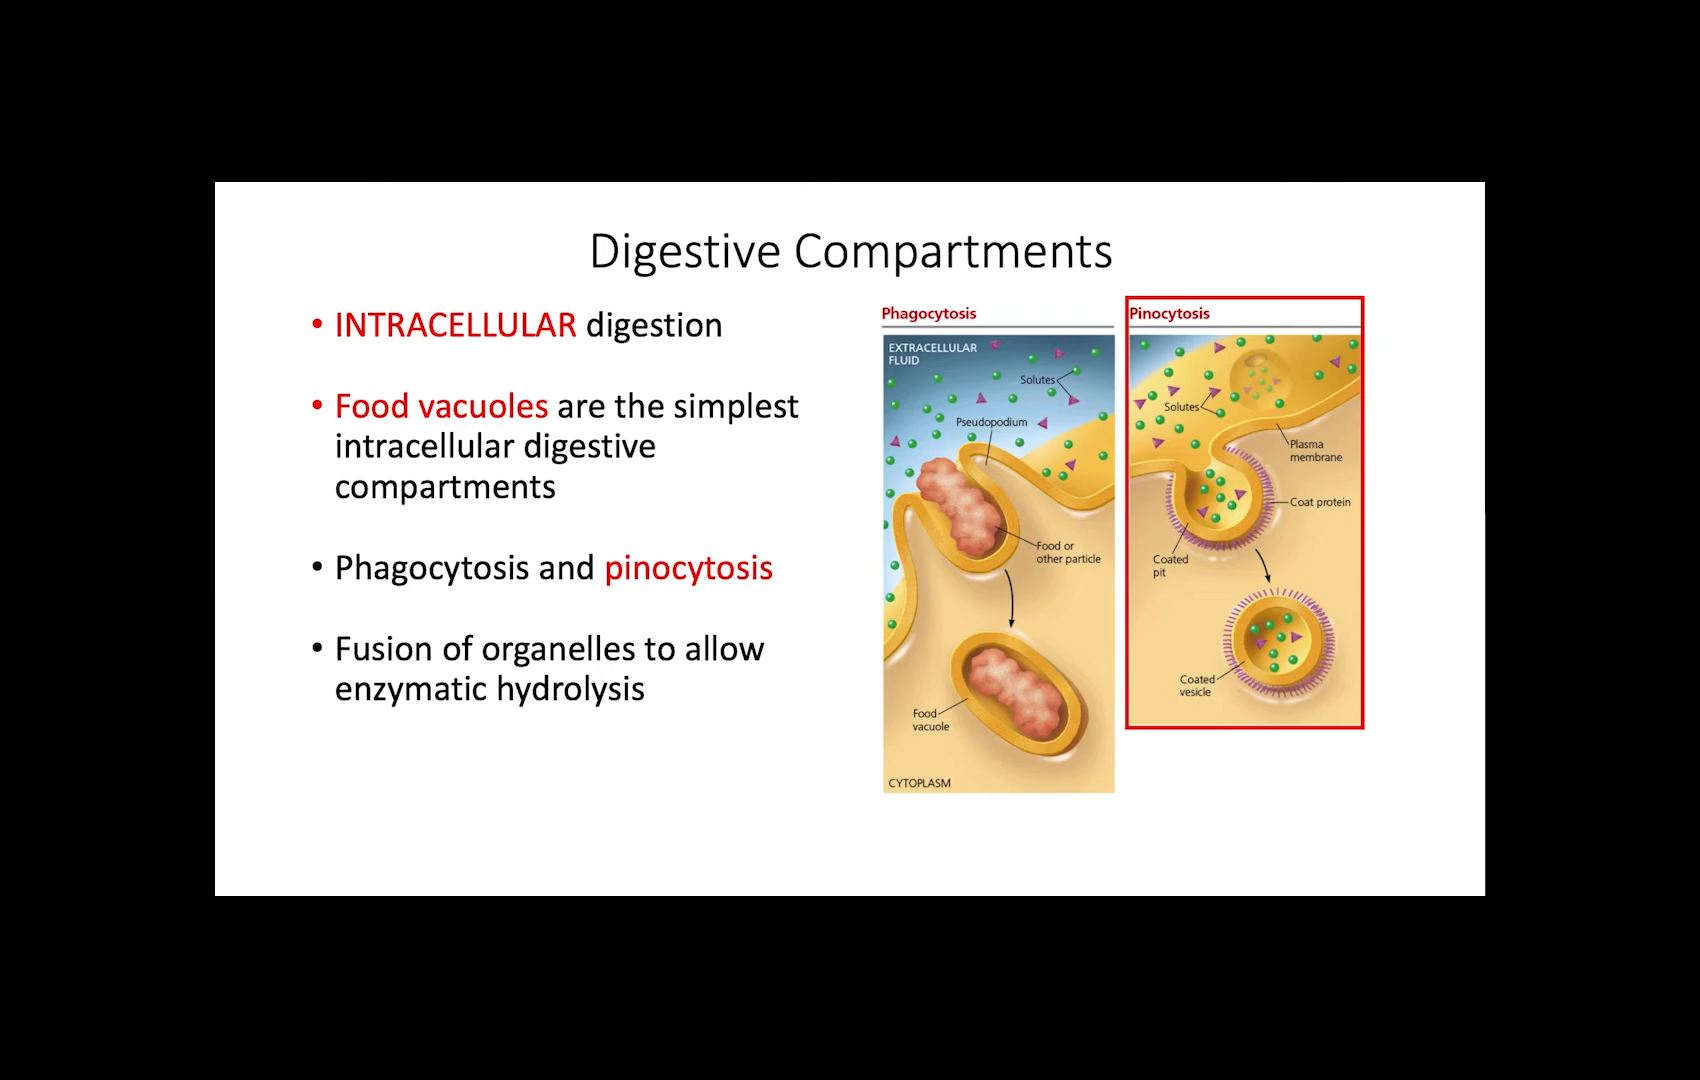 Digestive Compartments
• INTRACELLULAR digestion
• Food vacuoles are the simplest
intracellular digestive
compartments
• Phagocytosis and pinocytosis
• Fusion of organelles to allow
enzymatic hydrolysis
Phagocytosis
EXTRACELLULAR
FLUID
Solutes
Pseudopodium
Food or
other particle
Food
vacuole
CYTOPLASM
Pinocytosis
Solutes
Plasma
membrane
Coat protein
Coated
pit
Coated
vesicle